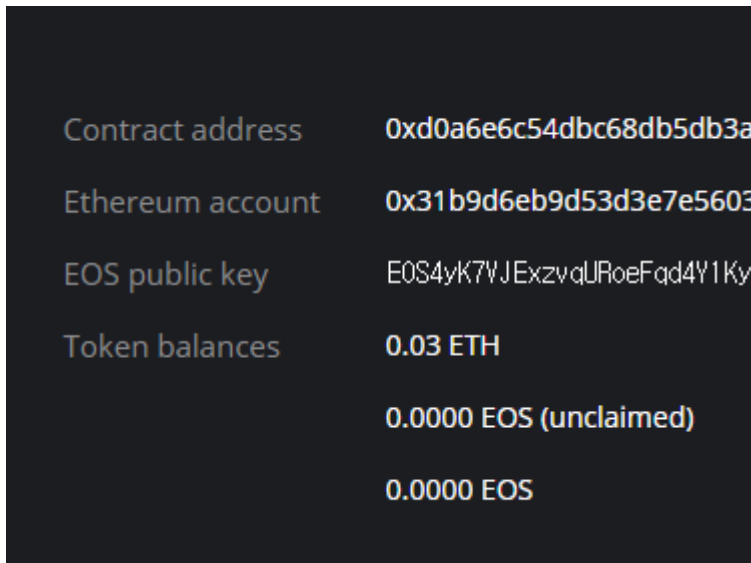 Contract address 0xd0a6e6c54dbc68db5db3a
Ethereum account 0x31b9d6eb9d53d3e7e5603
EOS public key EOS4yK7VJExzvqURoeFqd4Y1Ky
Token balances 0.03 ETH
0.0000 EOS (unclaimed)
0.0000 EOS